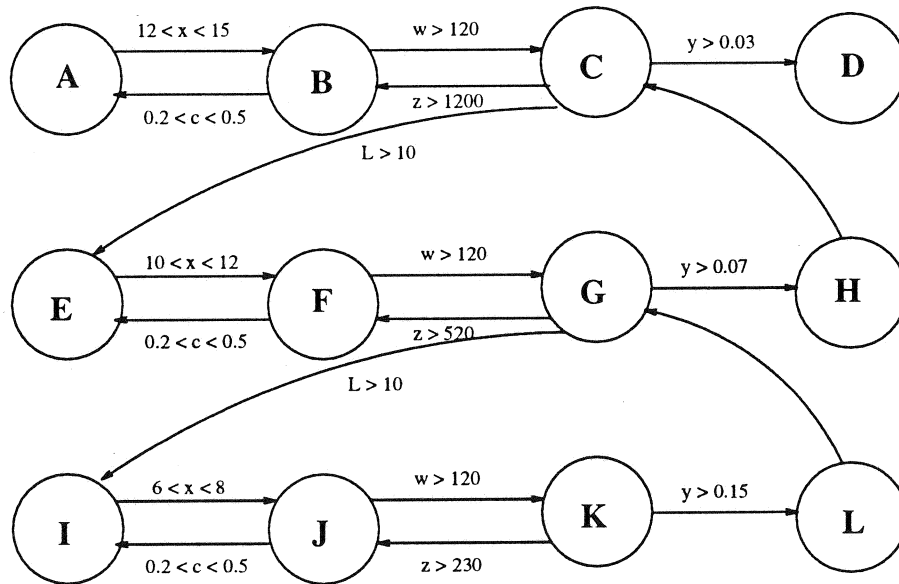 12 < x < 15
w > 120
y > 0.03
A
B
C
D
0.2 < c < 0.5
z > 1200
L > 10
10 < x < 12
w > 120
y > 0.07
E
F
G
H
0.2 < c < 0.5
z > 520
L > 10
6 < x < 8
w > 120
y > 0.15
I
J
K
L
0.2 < c < 0.5
z > 230